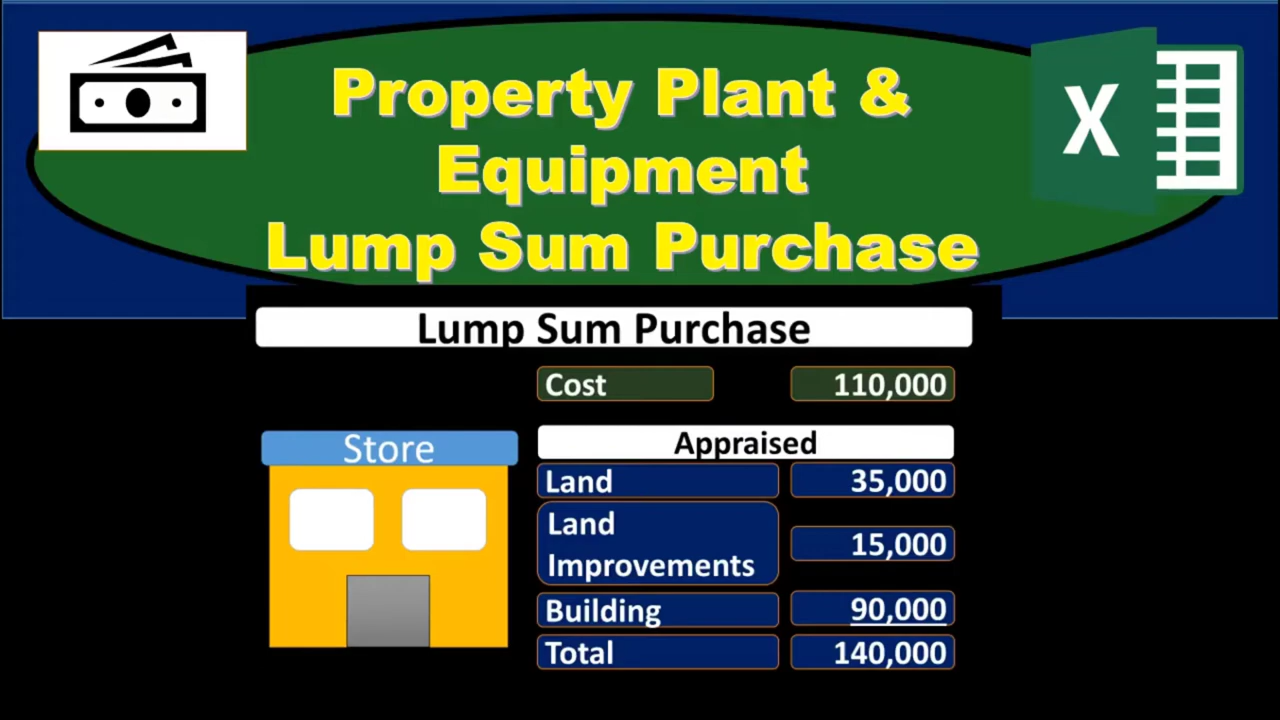 Property Plant &
Equipment
Lump Sum Purchase
X
Lump Sum Purchase
Cost 110,000
Store
Appraised
Land 35,000
Land
Improvements 15,000
Building 90,000
Total 140,000